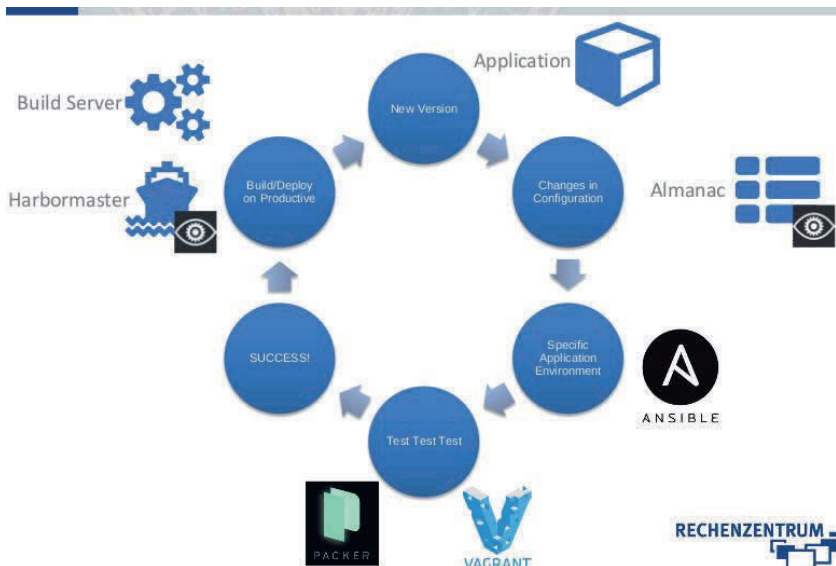 Application
Build Server
New Version
Harbormaster
Build/Deploy
on Productive
Changes in
Configuration
Almanac
SUCCESS!
Specific
Application
Environment
ANSIBLE
Test Test Test
PACKER
VAGRANT
RECHENZENTRUM